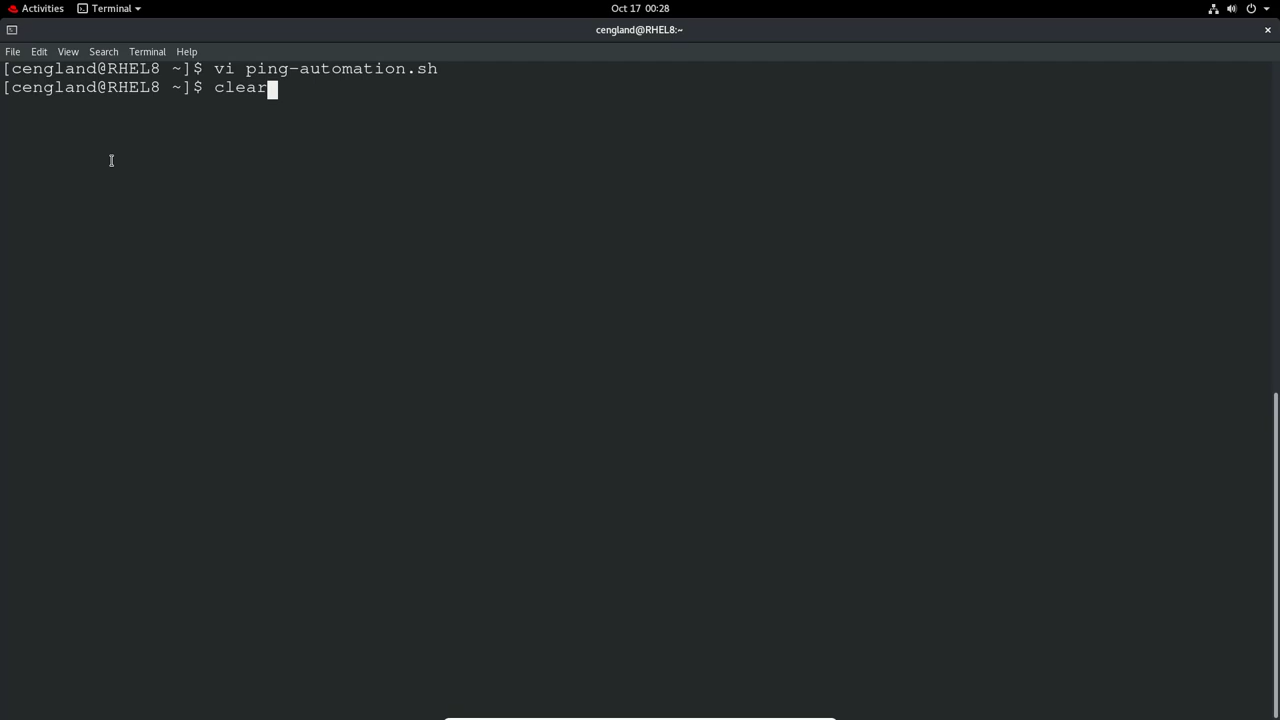 Activities Terminal Oct 17 00:28
cengland@RHEL8:~ ×
File Edit View Search Terminal Help
[cengland@RHEL8 ~]$ vi ping-automation.sh
[cengland@RHEL8 ~]$ clear